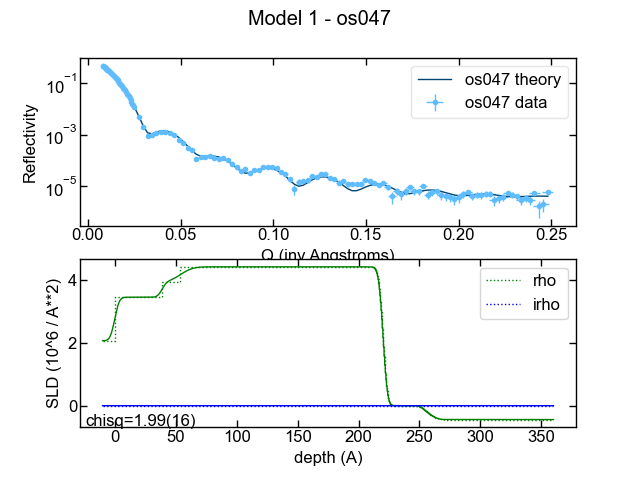 Model 1 - os047
Reflectivity
10⁻¹
10⁻³
10⁻⁵
os047 theory
os047 data
0.00 0.05 0.10 0.15 0.20 0.25
Q (inv Angstroms)
SLD (10^6 / A**2)
4
2
0
rho
irho
chisq=1.99(16)
0 50 100 150 200 250 300 350
depth (A)